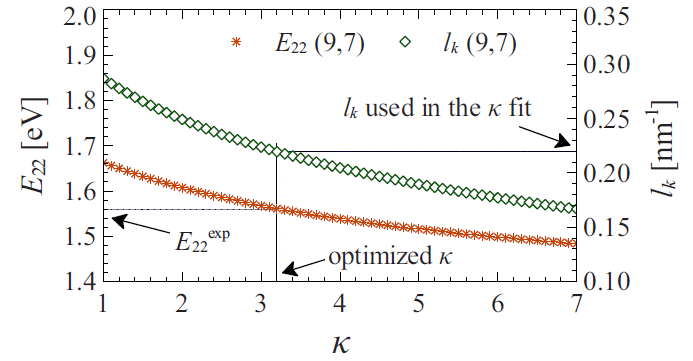 2.0
1.9
1.8
1.7
1.6
1.5
1.4
E22 [eV]
E22 (9,7)
lk (9,7)
lk used in the κ fit
E22exp
optimized κ
0.35
0.30
0.25
0.20
0.15
0.10
lk [nm-1]
1 2 3 4 5 6 7
κ